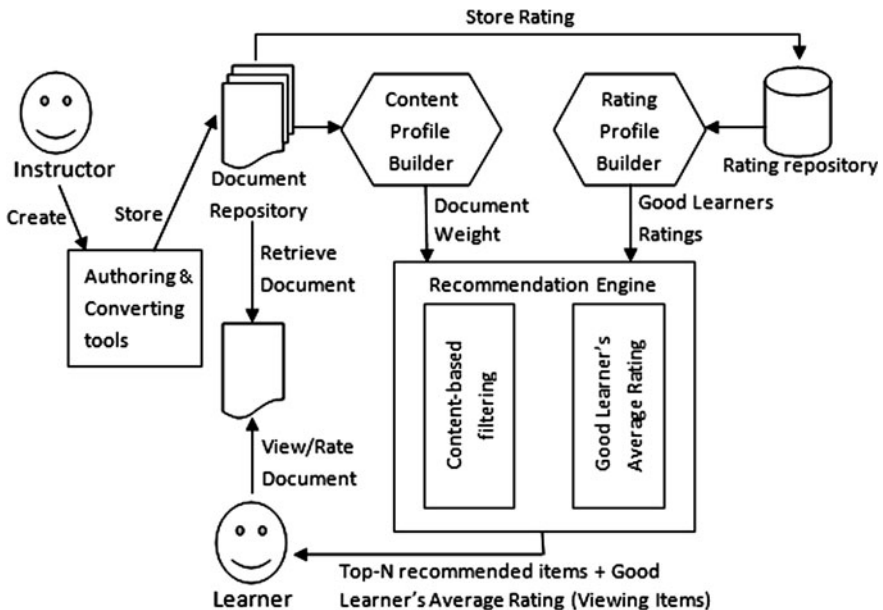 Store Rating
Instructor
Create
Store
Authoring &
Converting
tools
Document
Repository
Retrieve
Document
View/Rate
Document
Learner
Content
Profile
Builder
Rating
Profile
Builder
Rating repository
Document
Weight
Good Learners
Ratings
Recommendation Engine
Content-based
filtering
Good Learner's
Average Rating
Top-N recommended items + Good
Learner's Average Rating (Viewing Items)